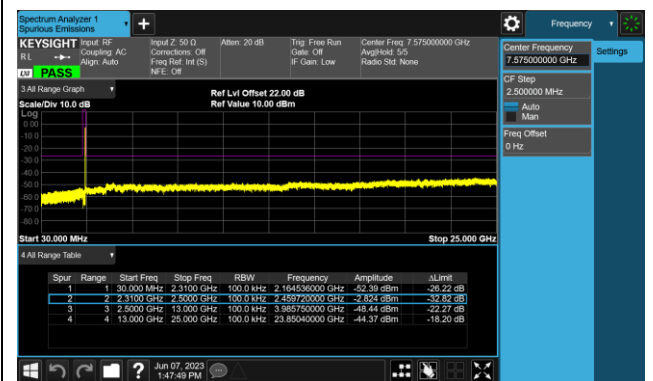 Spectrum Analyzer 1
Spurious Emissions
+
Frequency
KEYSIGHT
Input: RF
Input Z: 50 Ω
Atten: 20 dB
Trig: Free Run
Center Freq: 7.575000000 GHz
RL
Coupling: AC
Corrections: Off
Gate: Off
Avg|Hold: 5/5
Align: Auto
Freq Ref: Int (S)
IF Gain: Low
Radio Std: None
LXI
PASS
NFE: Off
Center Frequency
7.575000000 GHz
Settings
CF Step
2.500000 MHz
Auto
Man
Freq Offset
0 Hz
3 All Range Graph
Ref Lvl Offset 22.00 dB
Scale/Div 10.0 dB
Ref Value 10.00 dBm
Log
0.00
-10.0
-20.0
-30.0
-40.0
-50.0
-60.0
-70.0
-80.0
Start 30.000 MHz
Stop 25.000 GHz
4 All Range Table
Spur Range Start Freq Stop Freq RBW Frequency Amplitude ΔLimit
1 1 30.000 MHz 2.3100 GHz 100.0 kHz 2.164536000 GHz -52.39 dBm -26.22 dB
2 2 2.3100 GHz 2.5000 GHz 100.0 kHz 2.459720000 GHz -2.824 dBm -32.82 dB
3 3 2.5000 GHz 13.000 GHz 100.0 kHz 3.985750000 GHz -48.44 dBm -22.27 dB
4 4 13.000 GHz 25.000 GHz 100.0 kHz 23.85040000 GHz -44.37 dBm -18.20 dB
?
Jun 07, 2023
1:47:49 PM